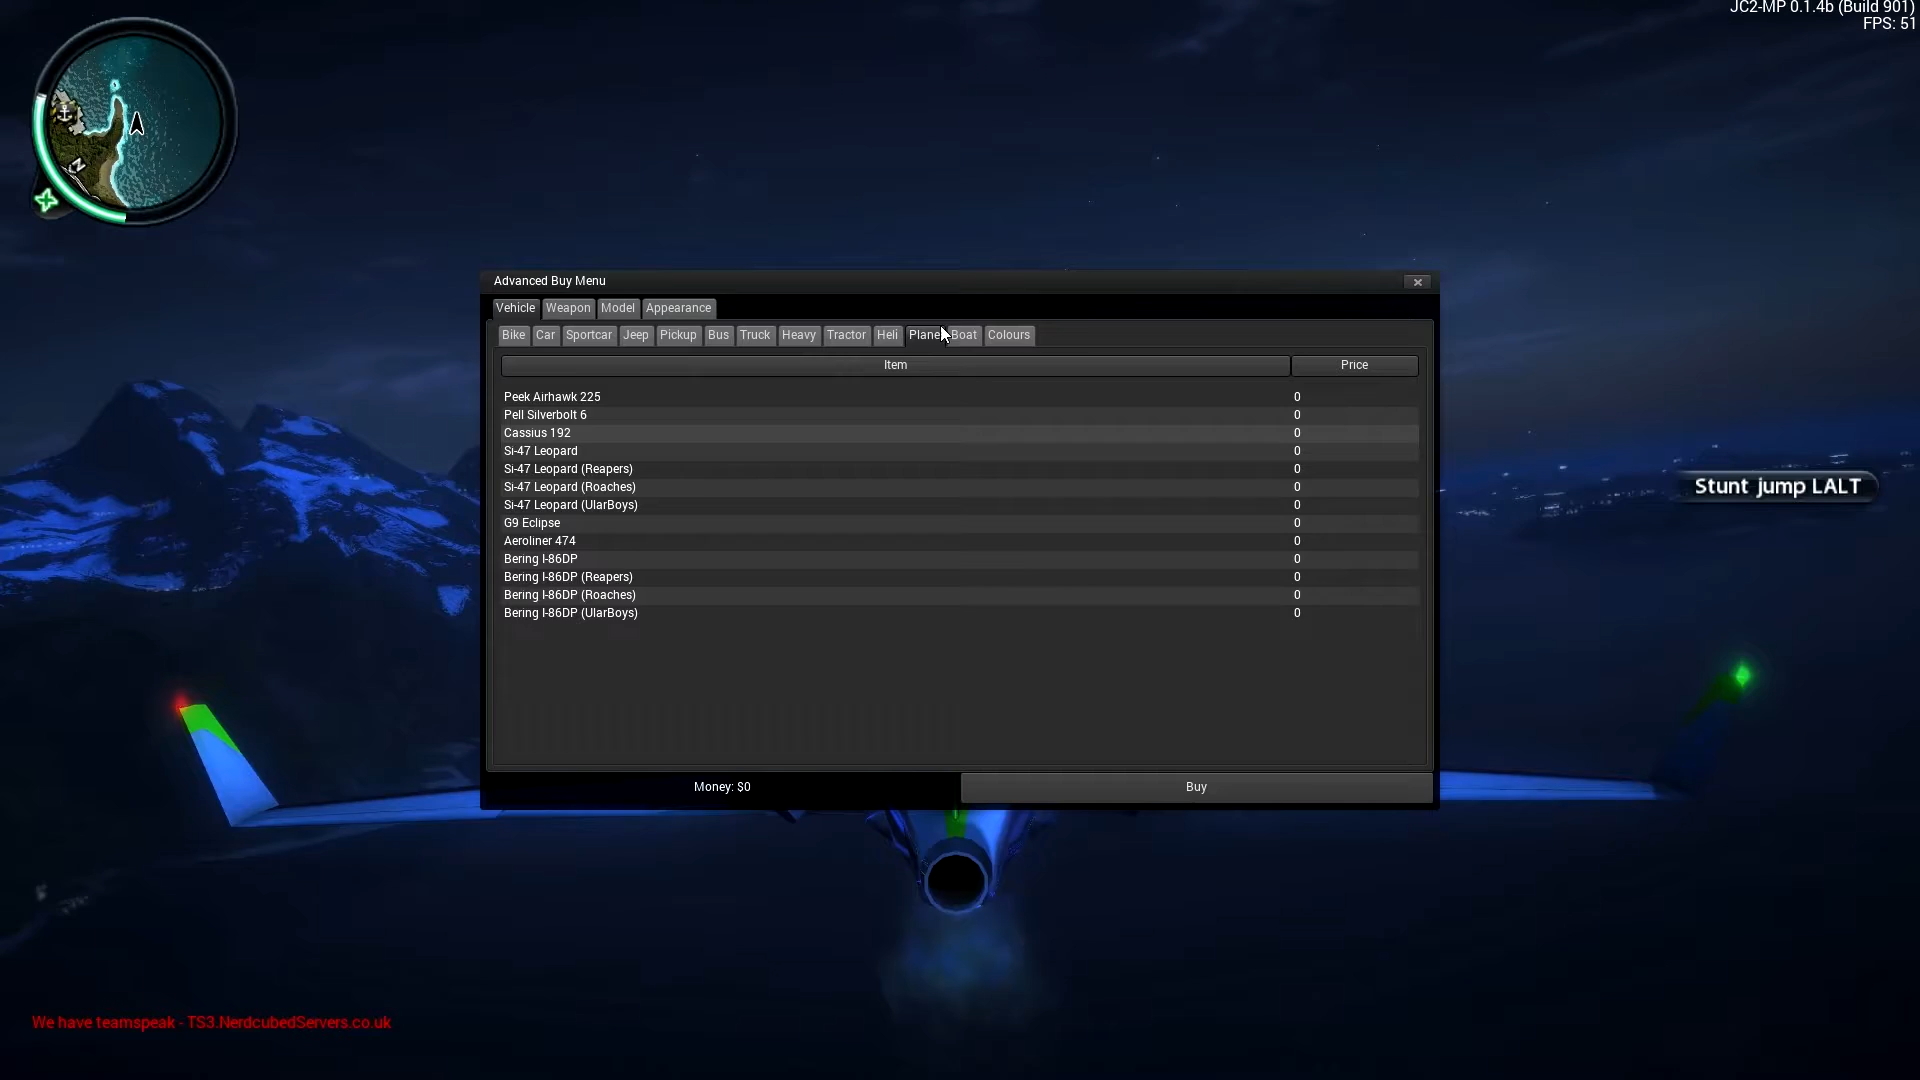 JC2-MP 0.1.4b (Build 901)
FPS: 51
Advanced Buy Menu
Vehicle Weapon Model Appearance
Bike Car Sportcar Jeep Pickup Bus Truck Heavy Tractor Heli Plane Boat Colours
Item Price
Peek Airhawk 225 0
Pell Silverbolt 6 0
Cassius 192 0
Si-47 Leopard 0
Si-47 Leopard (Reapers) 0
Si-47 Leopard (Roaches) 0
Si-47 Leopard (UlarBoys) 0
G9 Eclipse 0
Aeroliner 474 0
Bering I-86DP 0
Bering I-86DP (Reapers) 0
Bering I-86DP (Roaches) 0
Bering I-86DP (UlarBoys) 0
Stunt jump LALT
Money: $0 Buy
We have teamspeak - TS3.NerdcubedServers.co.uk